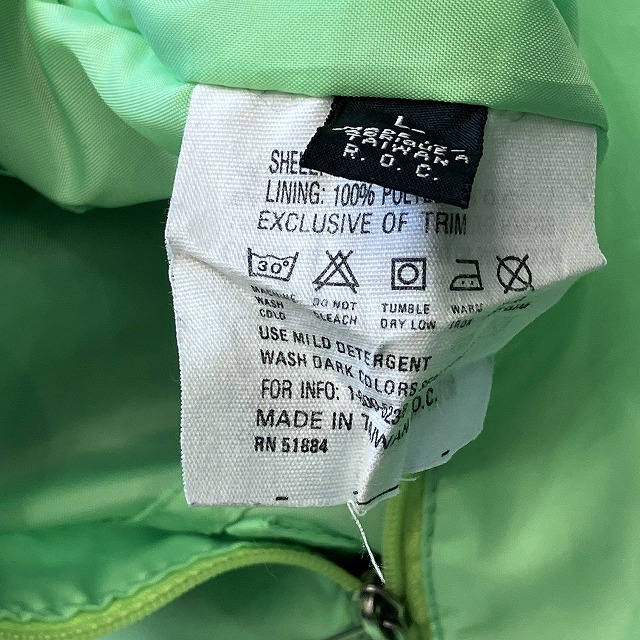 L
TAIWAN
R. O. C.
SHELL
LINING: 100%
EXCLUSIVE OF TRIM
30°
MACHINE WASH COLD
DO NOT BLEACH
TUMBLE DRY LOW
WARM IRON
USE MILD DETERGENT
WASH DARK COLORS
FOR INFO:
MADE IN TAIWAN
R.O.C.
RN 51884